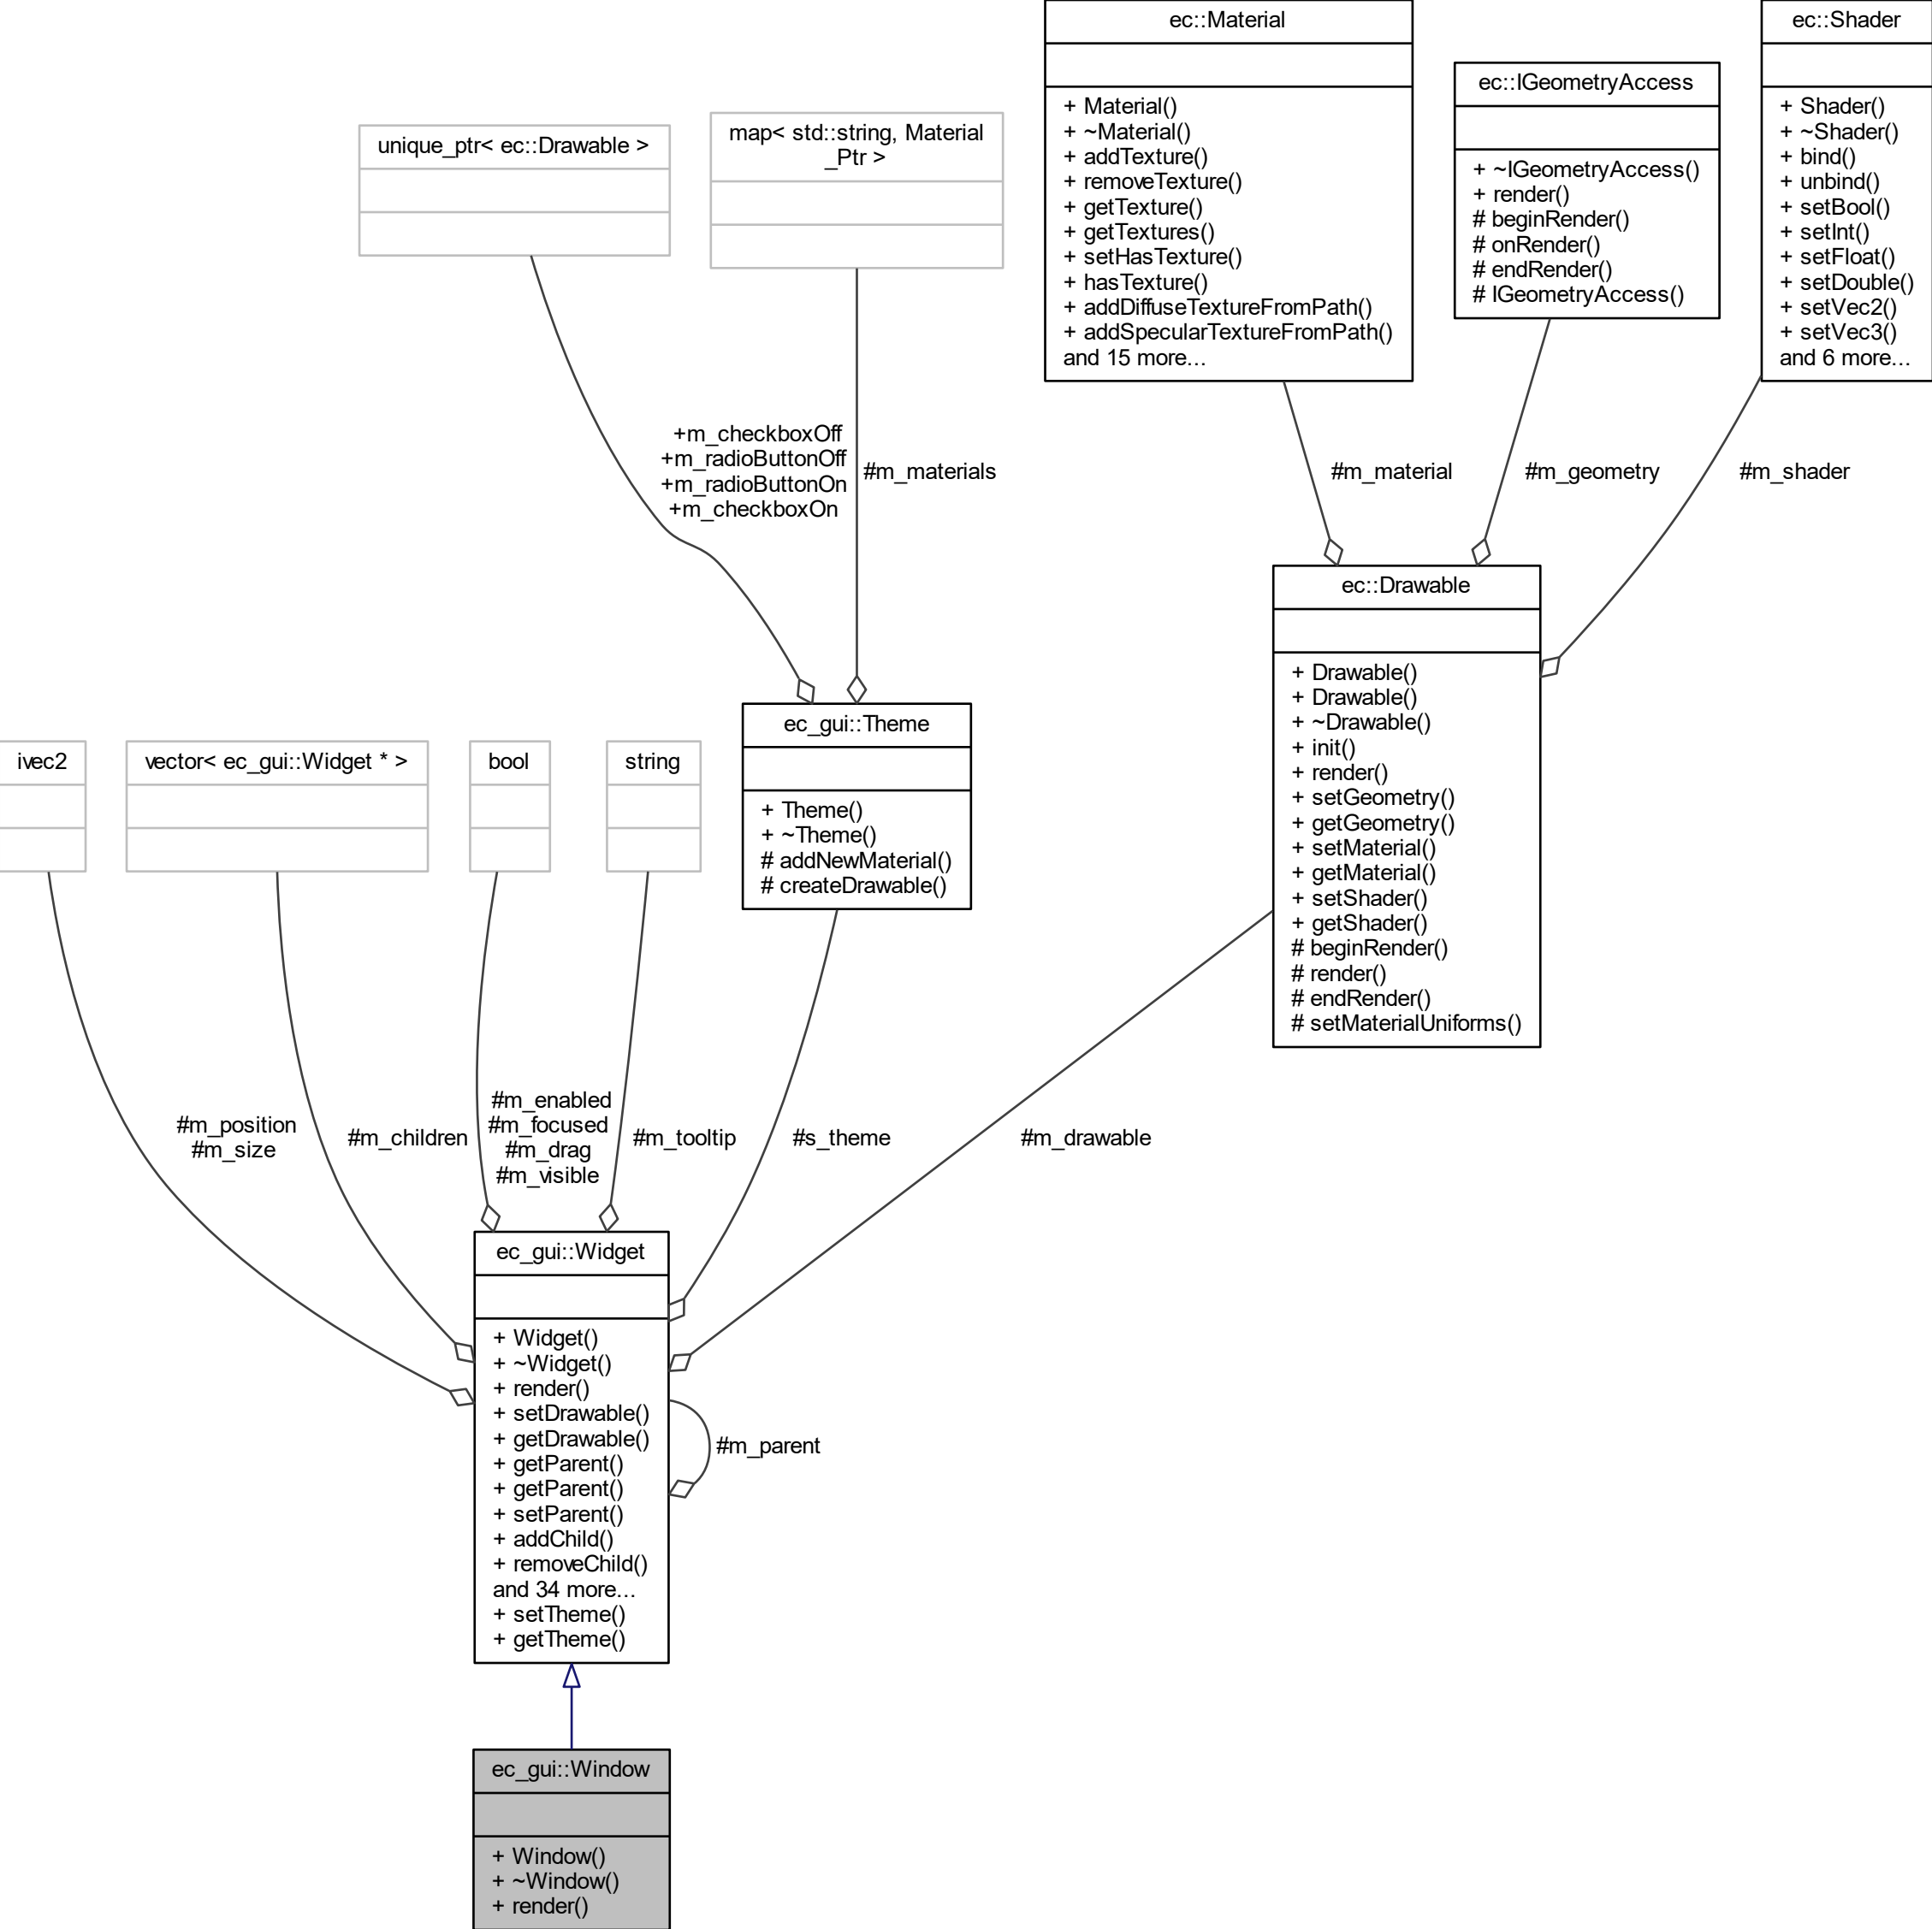 ec::Material
+ Material()
+ ~Material()
+ addTexture()
+ removeTexture()
+ getTexture()
+ getTextures()
+ setHasTexture()
+ hasTexture()
+ addDiffuseTextureFromPath()
+ addSpecularTextureFromPath()
and 15 more...
ec::Shader
+ Shader()
+ ~Shader()
+ bind()
+ unbind()
+ setBool()
+ setInt()
+ setFloat()
+ setDouble()
+ setVec2()
+ setVec3()
and 6 more...
ec::IGeometryAccess
+ ~IGeometryAccess()
+ render()
# beginRender()
# onRender()
# endRender()
# IGeometryAccess()
unique_ptr< ec::Drawable >
map< std::string, Material
_Ptr >
+m_checkboxOff
+m_radioButtonOff
+m_radioButtonOn
+m_checkboxOn
#m_materials
#m_material
#m_geometry
#m_shader
ec::Drawable
+ Drawable()
+ Drawable()
+ ~Drawable()
+ init()
+ render()
+ setGeometry()
+ getGeometry()
+ setMaterial()
+ getMaterial()
+ setShader()
+ getShader()
# beginRender()
# render()
# endRender()
# setMaterialUniforms()
ec_gui::Theme
+ Theme()
+ ~Theme()
# addNewMaterial()
# createDrawable()
ivec2
vector< ec_gui::Widget * >
bool
string
#m_position
#m_size
#m_children
#m_enabled
#m_focused
#m_drag
#m_visible
#m_tooltip
#s_theme
#m_drawable
ec_gui::Widget
+ Widget()
+ ~Widget()
+ render()
+ setDrawable()
+ getDrawable()
+ getParent()
+ getParent()
+ setParent()
+ addChild()
+ removeChild()
and 34 more...
+ setTheme()
+ getTheme()
#m_parent
ec_gui::Window
+ Window()
+ ~Window()
+ render()